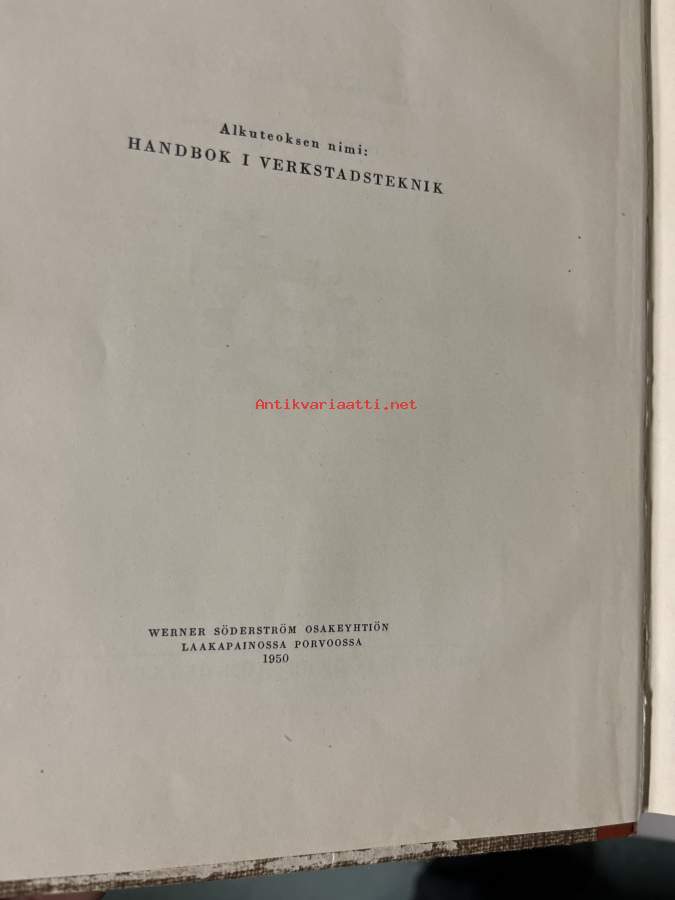 Alkuteoksen nimi:
HANDBOK I VERKSTADSTEKNIK
Antikvariaatti.net
WERNER SÖDERSTRÖM OSAKEYHTIÖN
LAAKAPAINOSSA PORVOOSSA
1950